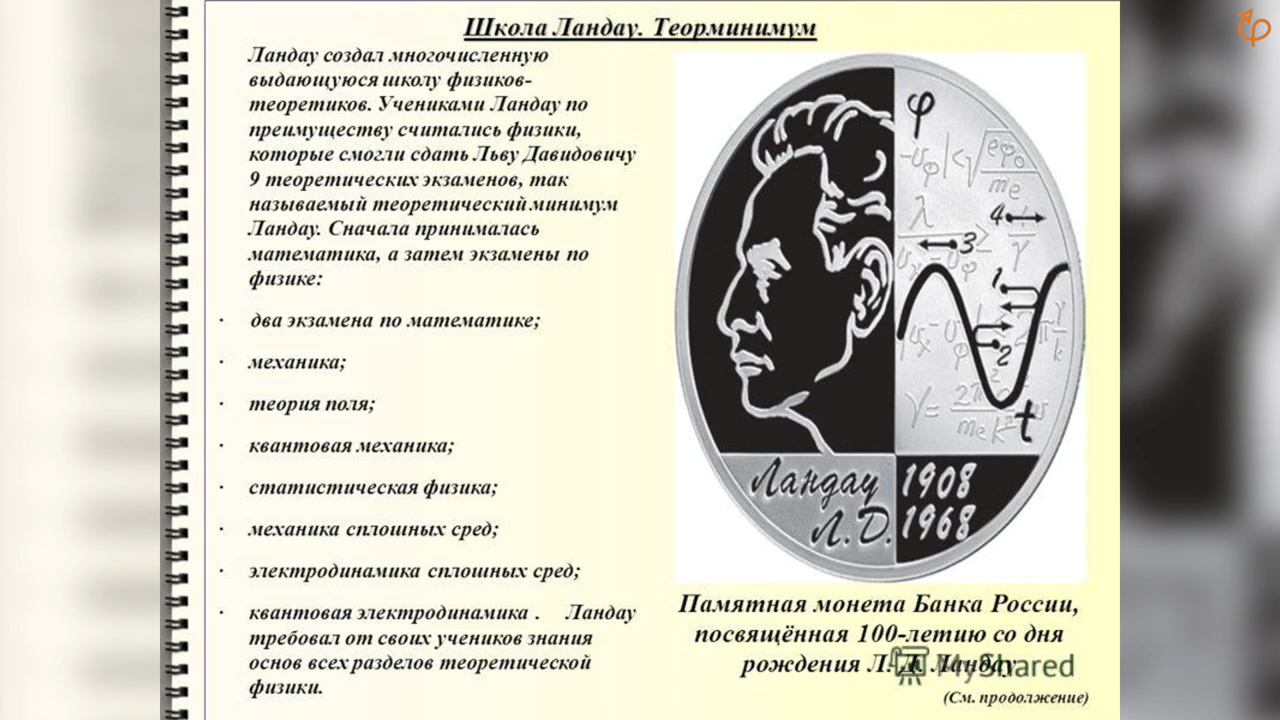 Школа Ландау. Теорминимум
Ландау создал многочисленную
выдающуюся школу физиков-
теоретиков. Учениками Ландау по
преимуществу считались физики,
которые смогли сдать Льву Давидовичу
9 теоретических экзаменов, так
называемый теоретический минимум
Ландау. Сначала принималась
математика, а затем экзамены по
физике:
· два экзамена по математике;
· механика;
· теория поля;
· квантовая механика;
· статистическая физика;
· механика сплошных сред;
· электродинамика сплошных сред;
· квантовая электродинамика . Ландау
требовал от своих учеников знания
основ всех разделов теоретической
физики.
φ
4
3
1
2
t
Ландау 1908
Л.Д. 1968
Памятная монета Банка России,
посвящённая 100-летию со дня
рождения Л. Д. Ландау
MyShared
(См. продолжение)